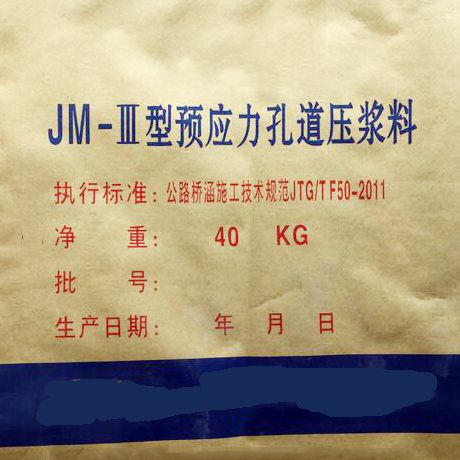 JM-Ⅲ型预应力孔道压浆料
执行标准：公路桥涵施工技术规范JTG/T F50-2011
净 重： 40 KG
批 号：
生产日期： 年 月 日